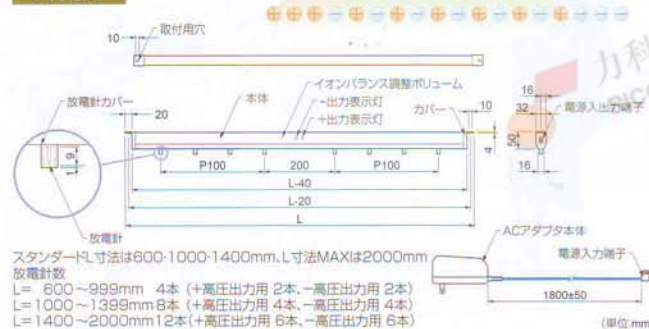 10
取付用穴
放電針カバー
20
本体
イオンバランス調整ボリューム
−出力表示灯
+出力表示灯
カバー
10
16
32
電源入出力端子
4
50
16
9
1
P100
200
P100
L-40
L-20
L
放電針
スタンダードL寸法は600·1000·1400mm、L寸法MAXは2000mm
放電針数
L= 600~999mm 4本 (+高圧出力用 2本、−高圧出力用 2本)
L=1000~1399mm 8本 (+高圧出力用 4本、−高圧出力用 4本)
L=1400~2000mm 12本(+高圧出力用 6本、−高圧出力用 6本)
ACアダプタ本体
電源入力端子
1800±50
(単位:mm)
力科